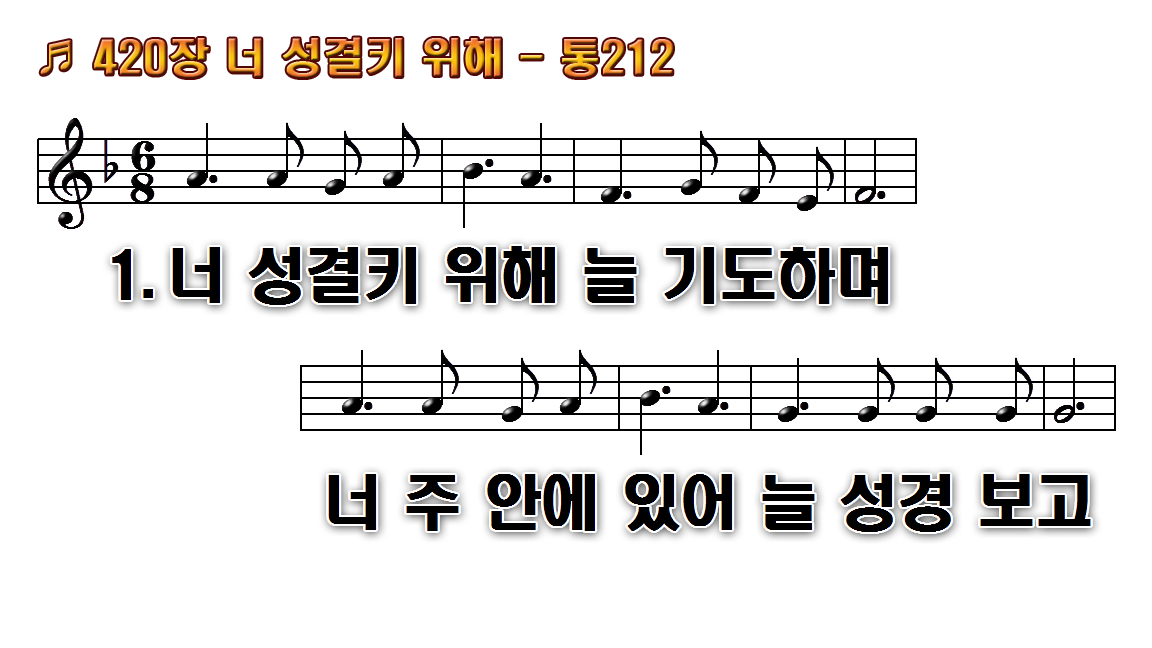 ♬ 420장 너 성결키 위해 - 통212
1. 너 성결키 위해 늘 기도하며
너 주 안에 있어 늘 성경 보고